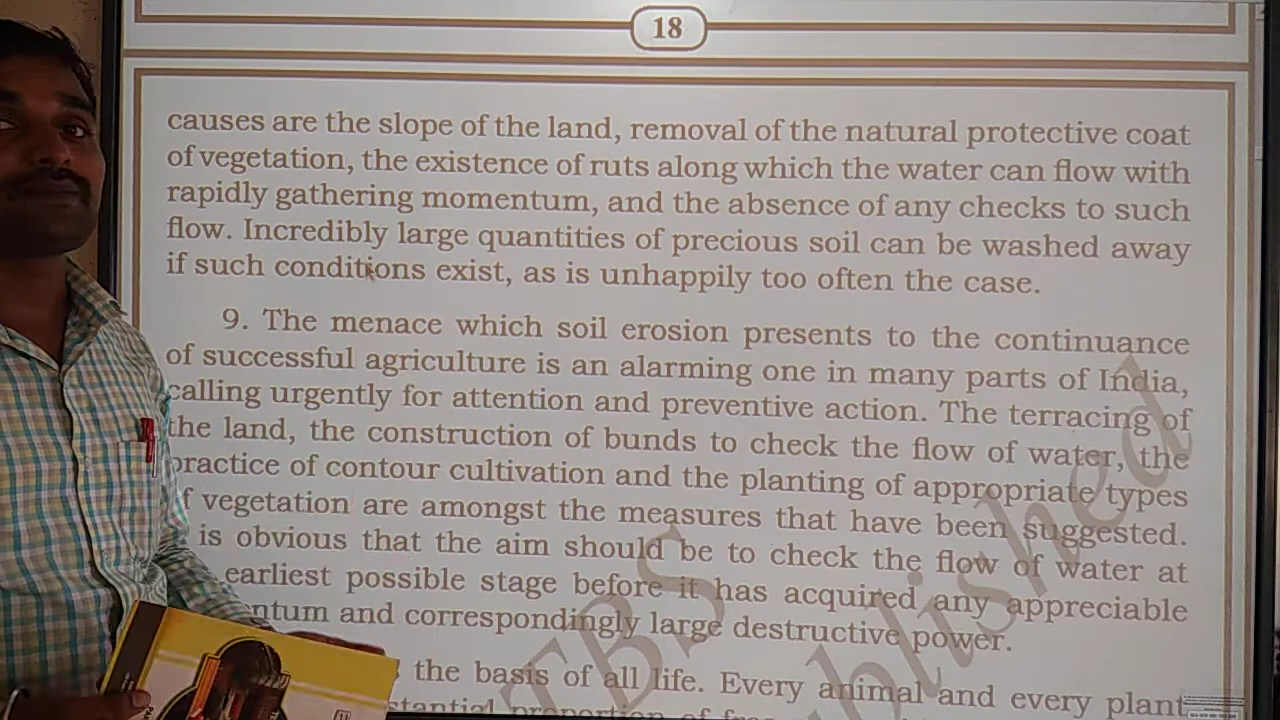 18
causes are the slope of the land, removal of the natural protective coat
of vegetation, the existence of ruts along which the water can flow with
rapidly gathering momentum, and the absence of any checks to such
flow. Incredibly large quantities of precious soil can be washed away
if such conditions exist, as is unhappily too often the case.
9. The menace which soil erosion presents to the continuance
of successful agriculture is an alarming one in many parts of India,
calling urgently for attention and preventive action. The terracing of
the land, the construction of bunds to check the flow of water, the
practice of contour cultivation and the planting of appropriate types
f vegetation are amongst the measures that have been suggested.
is obvious that the aim should be to check the flow of water at
earliest possible stage before it has acquired any appreciable
ntum and correspondingly large destructive power.
the basis of all life. Every animal and every plant
stantial proportion of
TBS
ublished